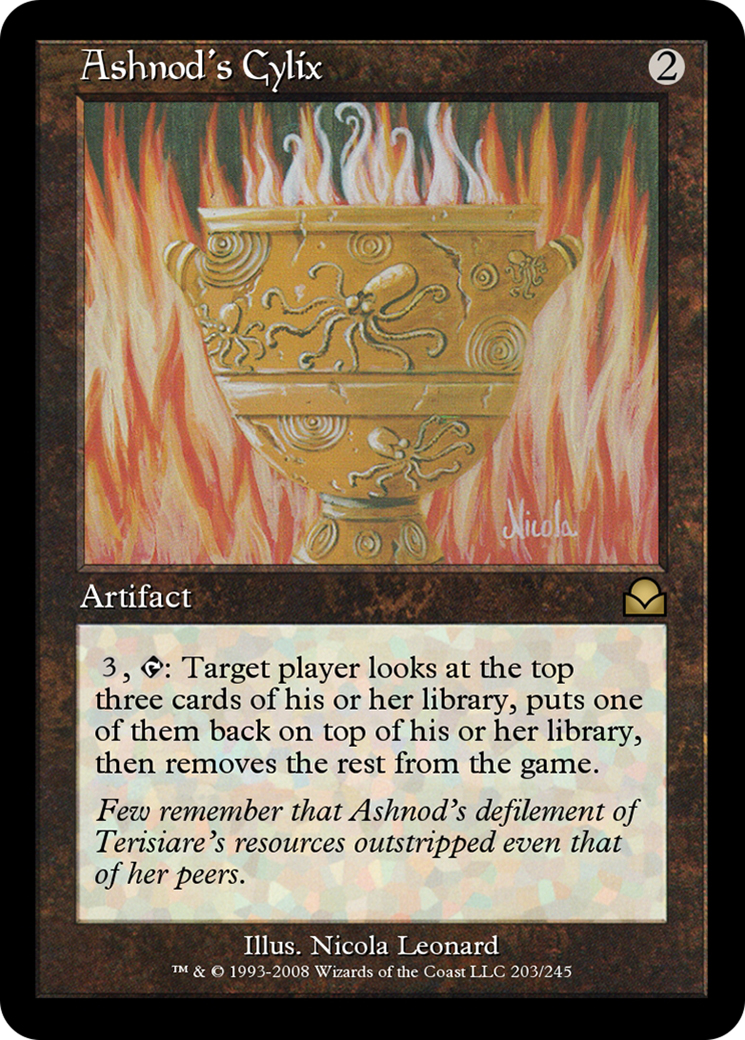 Ashnod's Cylix 2
Nicola
Artifact
3, : Target player looks at the top
three cards of his or her library, puts one
of them back on top of his or her library,
then removes the rest from the game.
Few remember that Ashnod's defilement of
Terisiare's resources outstripped even that
of her peers.
Illus. Nicola Leonard
™ & © 1993-2008 Wizards of the Coast LLC 203/245